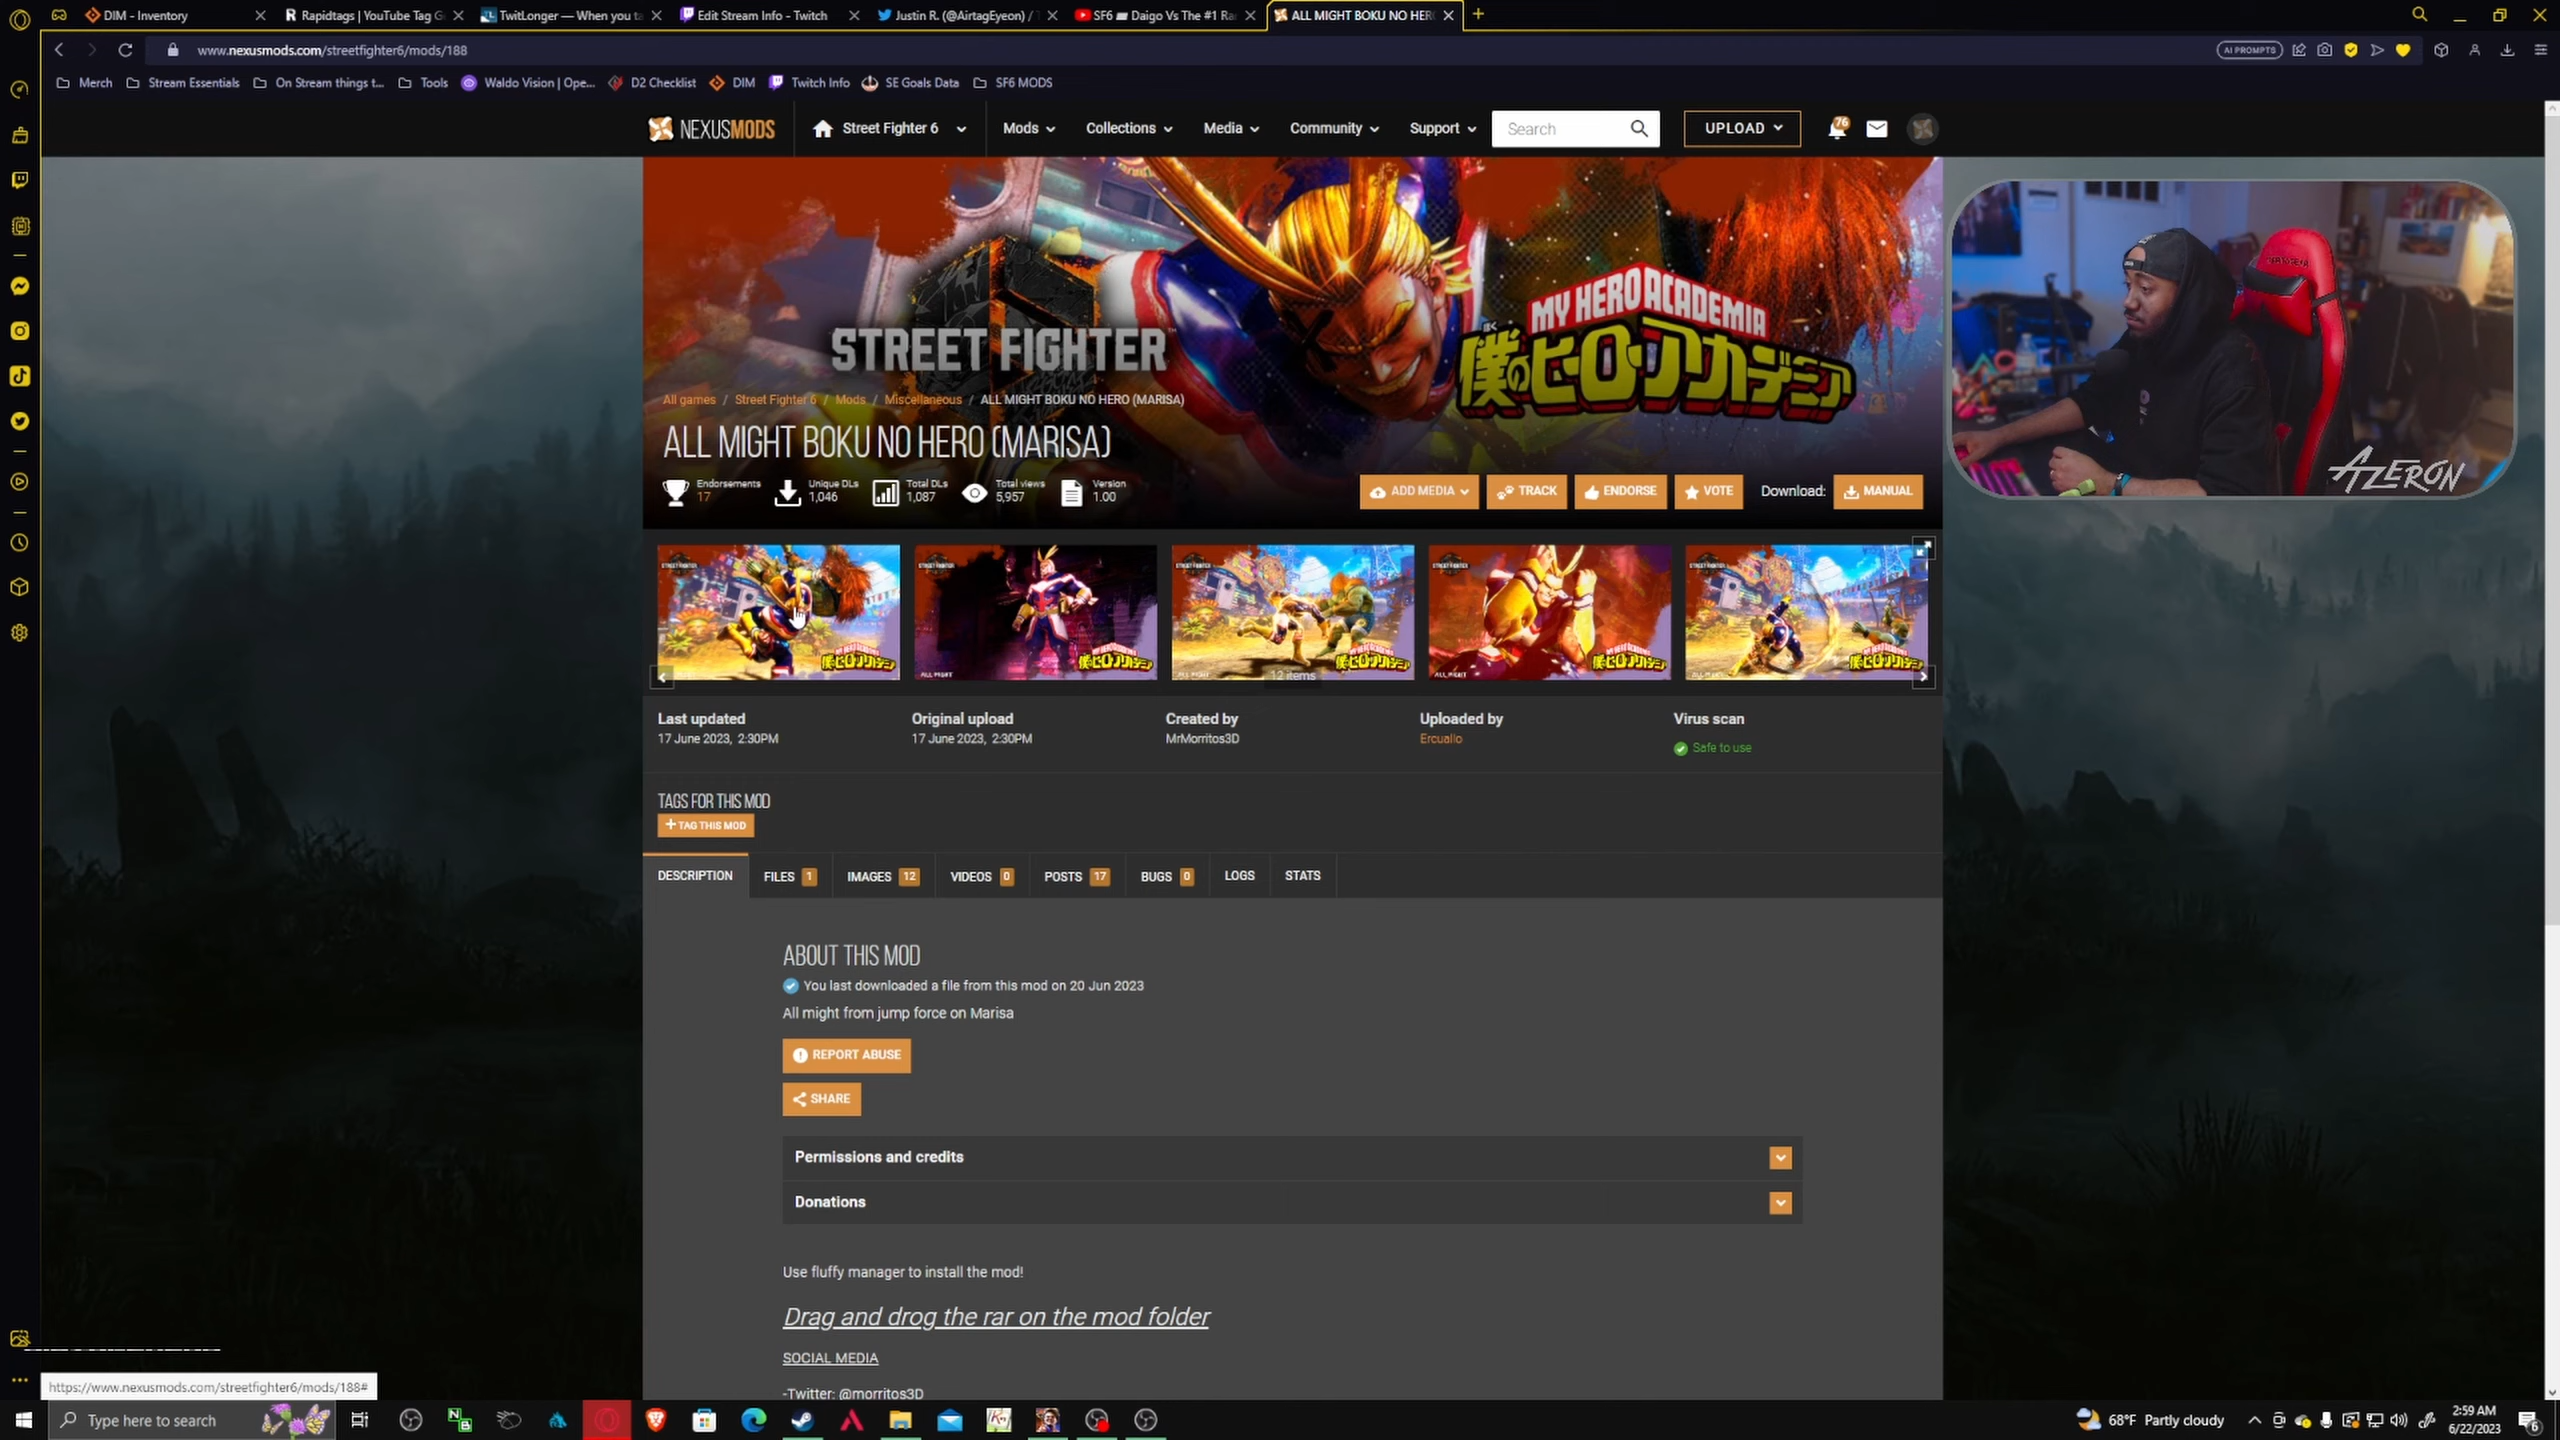 DIM - Inventory
Rapidtags | YouTube Tag G
TwitLonger — When you ta
Edit Stream Info - Twitch
Justin R. (@AirtagEyeon) /
SF6
Daigo Vs The #1 Ra
ALL MIGHT BOKU NO HER
www.nexusmods.com/streetfighter6/mods/188
AI PROMPTS
Merch
Stream Essentials
On Stream things t...
Tools
Waldo Vision | Ope...
D2 Checklist
DIM
Twitch Info
SE Goals Data
SF6 MODS
NEXUSMODS
Street Fighter 6
Mods
Collections
Media
Community
Support
Search
UPLOAD
76
STREET FIGHTER
MY HERO ACADEMIA
僕のヒーローアカデミア
All games / Street Fighter 6 / Mods / Miscellaneous / ALL MIGHT BOKU NO HERO (MARISA)
ALL MIGHT BOKU NO HERO (MARISA)
Endorsements
17
Unique DLs
1,046
Total DLs
1,087
Total views
5,957
Version
1.00
ADD MEDIA
TRACK
ENDORSE
VOTE
Download:
MANUAL
AZERON
12 items
Last updated
17 June 2023, 2:30PM
Original upload
17 June 2023, 2:30PM
Created by
MrMorritos3D
Uploaded by
Ercuallo
Virus scan
Safe to use
TAGS FOR THIS MOD
+ TAG THIS MOD
DESCRIPTION
FILES 1
IMAGES 12
VIDEOS 0
POSTS 17
BUGS 0
LOGS
STATS
ABOUT THIS MOD
You last downloaded a file from this mod on 20 Jun 2023
All might from jump force on Marisa
REPORT ABUSE
SHARE
Permissions and credits
Donations
Use fluffy manager to install the mod!
Drag and drog the rar on the mod folder
SOCIAL MEDIA
-Twitter: @morritos3D
https://www.nexusmods.com/streetfighter6/mods/188#
Type here to search
68°F Partly cloudy
2:59 AM
6/22/2023
6